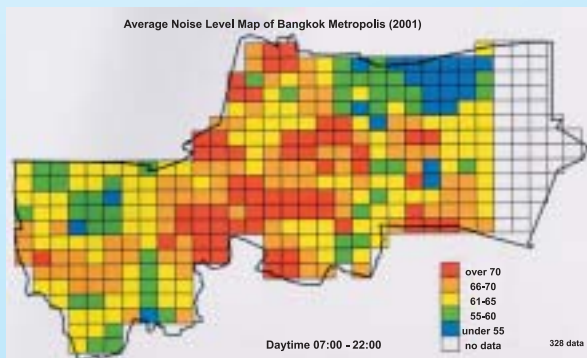 Average Noise Level Map of Bangkok Metropolis (2001)
over 70
66-70
61-65
55-60
under 55
no data
Daytime 07:00 - 22:00
328 data